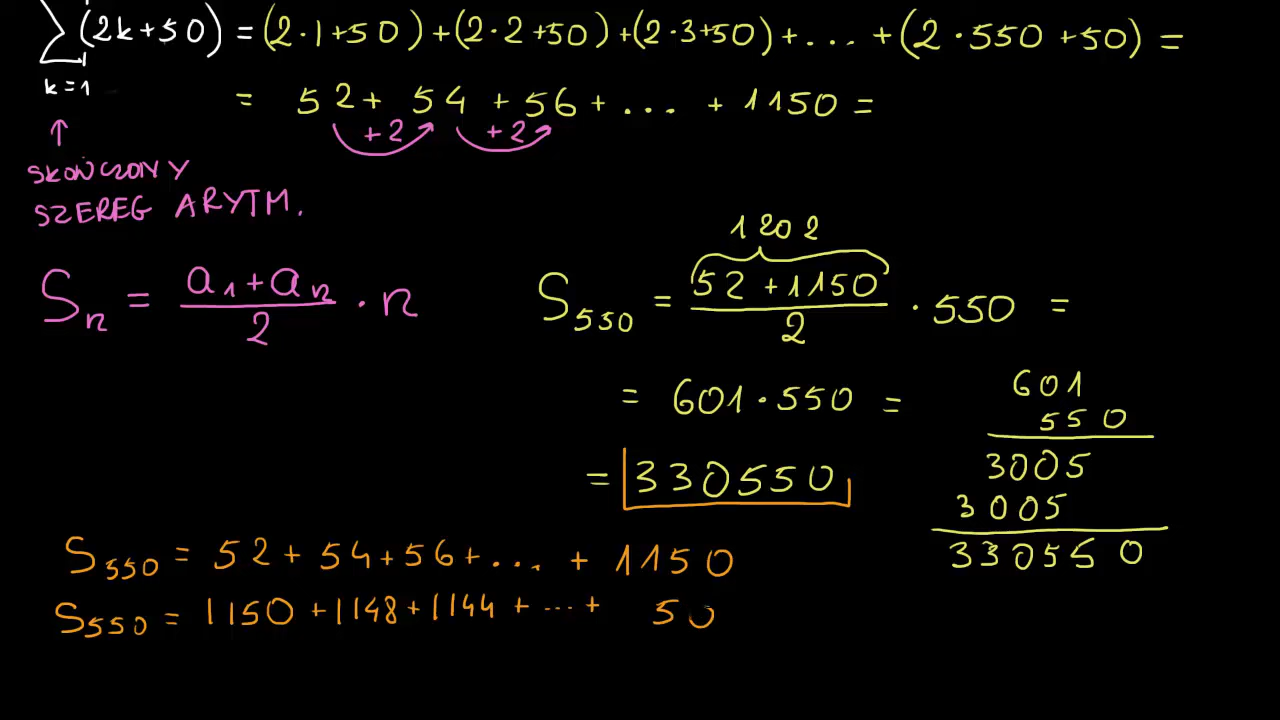 ∑ (2k+50) = (2·1+50)+(2·2+50)+(2·3+50)+...+(2·550+50)=
k=1
= 52+54+56+...+1150=
+2 +2
↑
SKOŃCZONY
SZEREG ARYTM.
1202
Sₙ = (a₁+aₙ)/2 · n
S₅₅₀ = (52+1150)/2 · 550 =
= 601·550 =
601
550
3005
3005
330550
= 330550
S₅₅₀ = 52+54+56+...+1150
S₅₅₀ = 1150+1148+1144+...+ 50